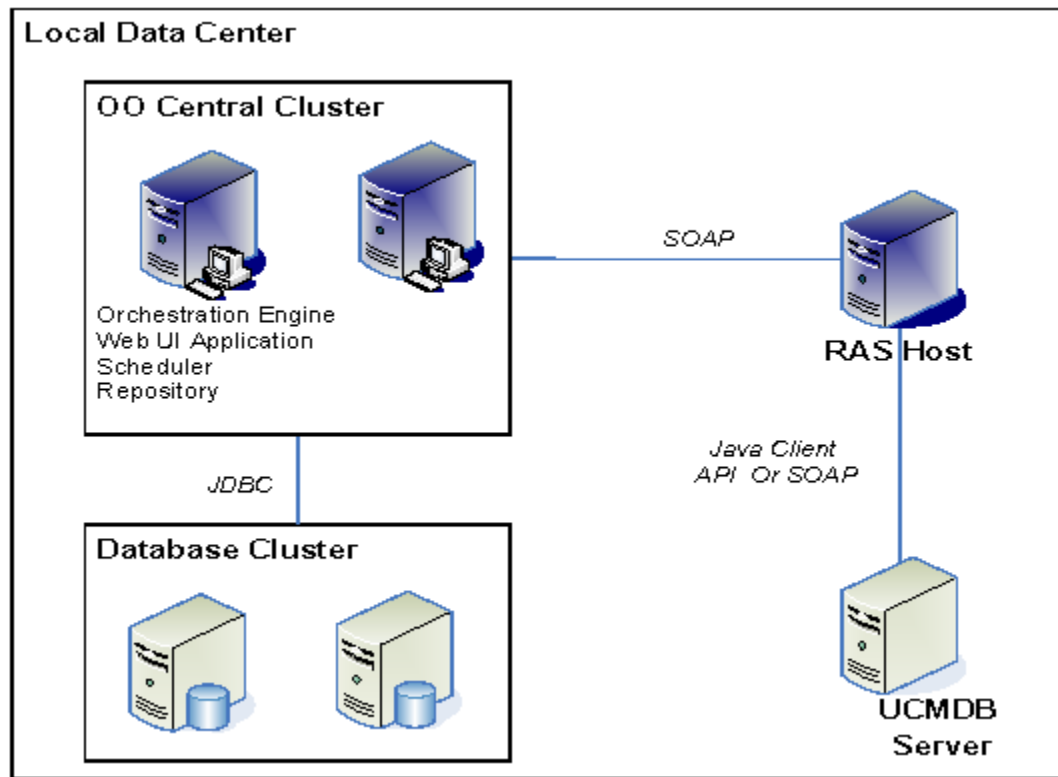 Local Data Center
OO Central Cluster
Orchestration Engine
Web UI Application
Scheduler
Repository
SOAP
RAS Host
JDBC
Java Client
API Or SOAP
Database Cluster
UCMDB
Server